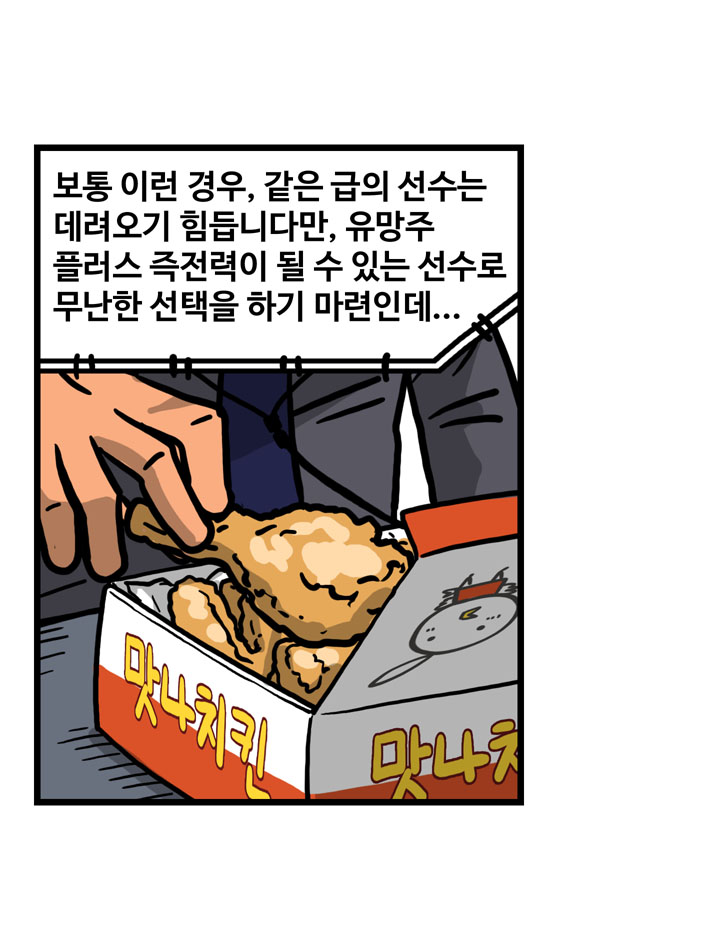 보통 이런 경우, 같은 급의 선수는
데려오기 힘듭니다만, 유망주
플러스 즉전력이 될 수 있는 선수로
무난한 선택을 하기 마련인데...
맛나치킨
맛나치